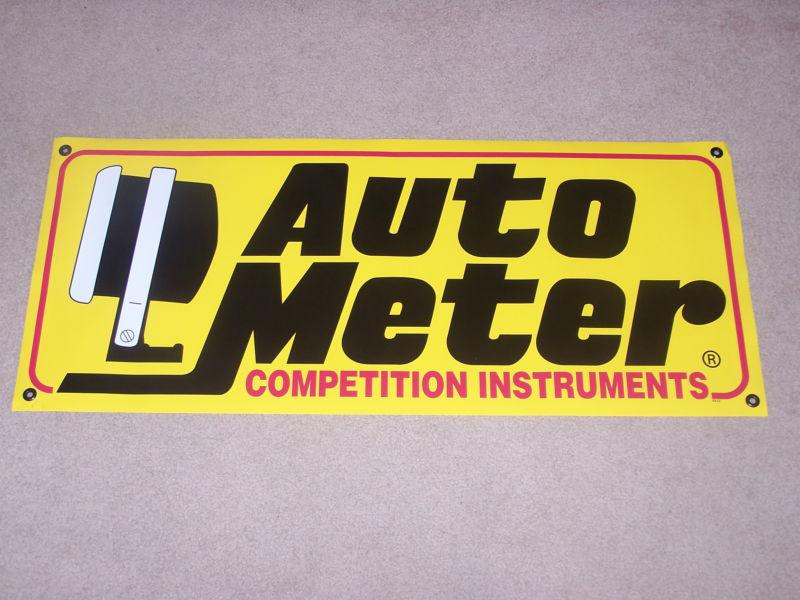 Auto
Meter
®
COMPETITION INSTRUMENTS